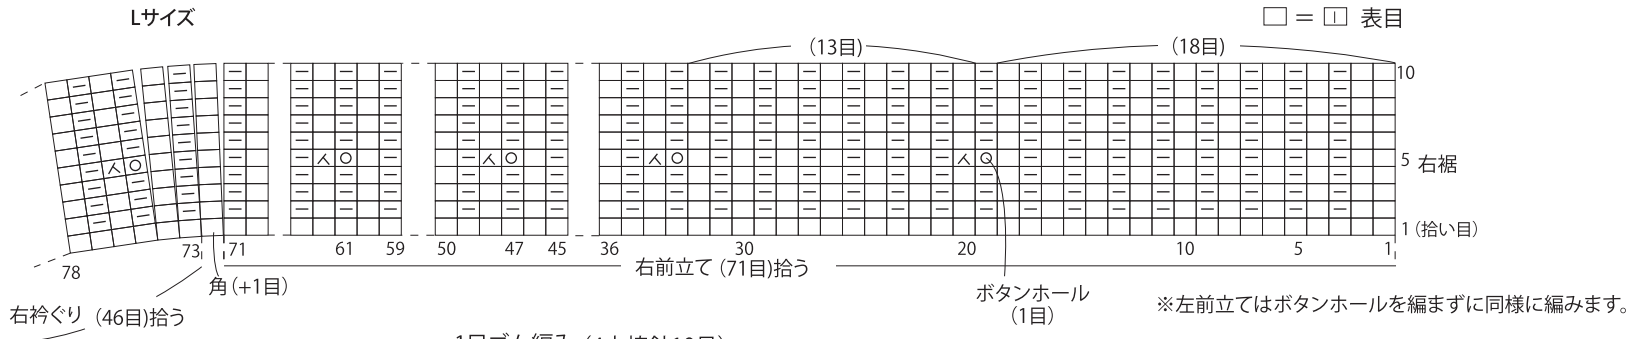 Lサイズ
□ = | 表目
(13目)
(18目)
10
5 右裾
1 (拾い目)
78
73
71
61
59
50
47
45
36
30
20
10
5
1
右前立て (71目)拾う
角(+1目)
右衿ぐり (46目)拾う
ボタンホール
(1目)
※左前立てはボタンホールを編まずに同様に編みます。